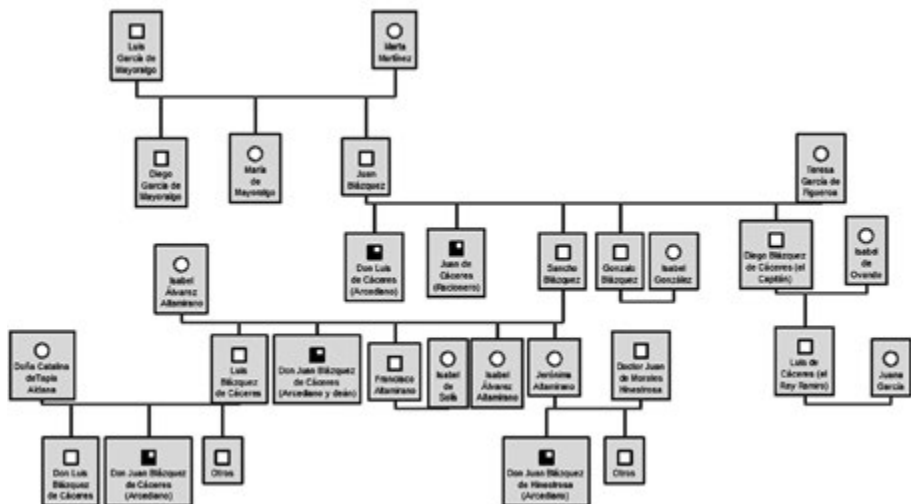 Luis
García de
Mayoralgo
Marta
Martínez
Diego
García de
Mayoralgo
María
de
Mayoralgo
Juan
Blázquez
Teresa
García de
Figueroa
Isabel
Álvarez
Altamirano
Don Luis
de Cáceres
(Arcediano)
Juan de
Cáceres
(Racionero)
Sancho
Blázquez
Gonzalo
Blázquez
Isabel
González
Diego Blázquez
de Cáceres (el
Capitán)
Isabel
de
Ovando
Doña Catalina
deTapia
Aldana
Luis
Blázquez
de Cáceres
Don Juan Blázquez
de Cáceres
(Arcediano y deán)
Francisco
Altamirano
Isabel
de
Solís
Isabel
Álvarez
Altamirano
Jerónima
Altamirano
Doctor Juan
de Morales
Hinestrosa
Luis de
Cáceres (el
Rey Ramiro)
Juana
García
Don Luis
Blázquez
de Cáceres
Don Juan Blázquez
de Cáceres
(Arcediano)
Otros
Don Juan Blázquez
de Hinestrosa
(Arcediano)
Otros